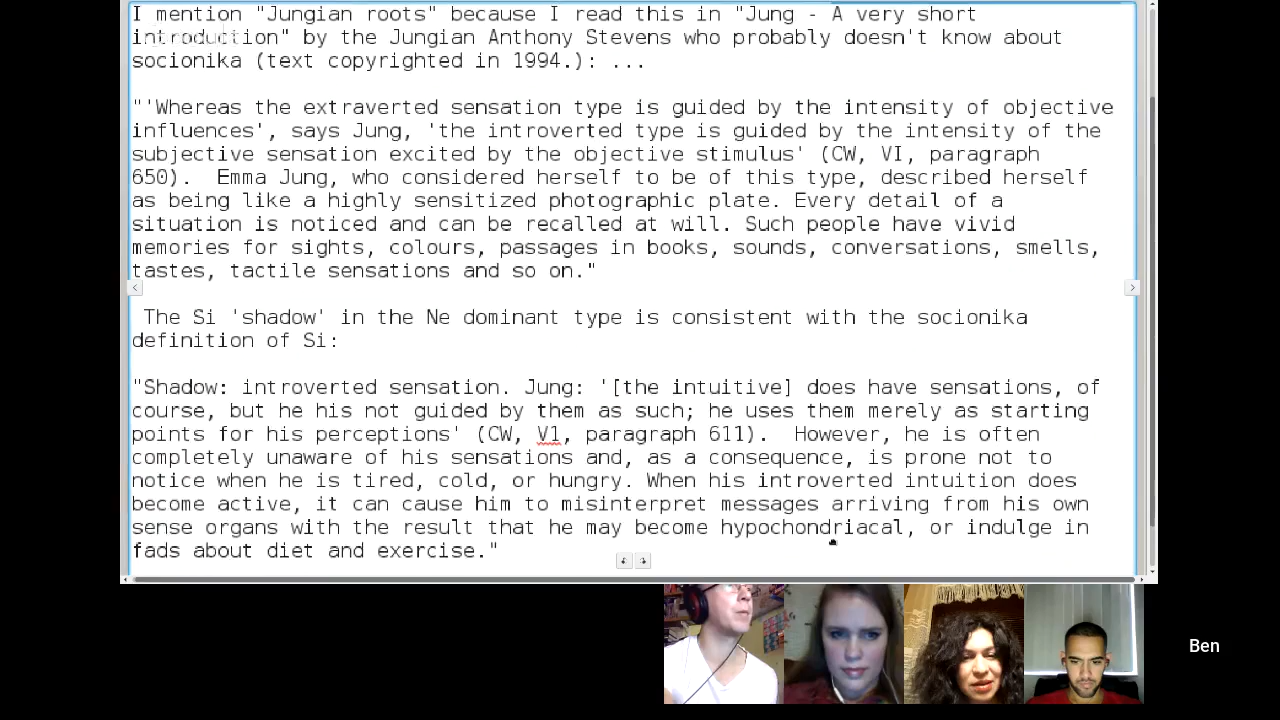 I mention "Jungian roots" because I read this in "Jung - A very short
introduction" by the Jungian Anthony Stevens who probably doesn't know about
socionika (text copyrighted in 1994.): ...
"'Whereas the extraverted sensation type is guided by the intensity of objective
influences', says Jung, 'the introverted type is guided by the intensity of the
subjective sensation excited by the objective stimulus' (CW, VI, paragraph
650).  Emma Jung, who considered herself to be of this type, described herself
as being like a highly sensitized photographic plate. Every detail of a
situation is noticed and can be recalled at will. Such people have vivid
memories for sights, colours, passages in books, sounds, conversations, smells,
tastes, tactile sensations and so on."
The Si 'shadow' in the Ne dominant type is consistent with the socionika
definition of Si:
"Shadow: introverted sensation. Jung: '[the intuitive] does have sensations, of
course, but he his not guided by them as such; he uses them merely as starting
points for his perceptions' (CW, V1, paragraph 611).  However, he is often
completely unaware of his sensations and, as a consequence, is prone not to
notice when he is tired, cold, or hungry. When his introverted intuition does
become active, it can cause him to misinterpret messages arriving from his own
sense organs with the result that he may become hypochondriacal, or indulge in
fads about diet and exercise."
Ben